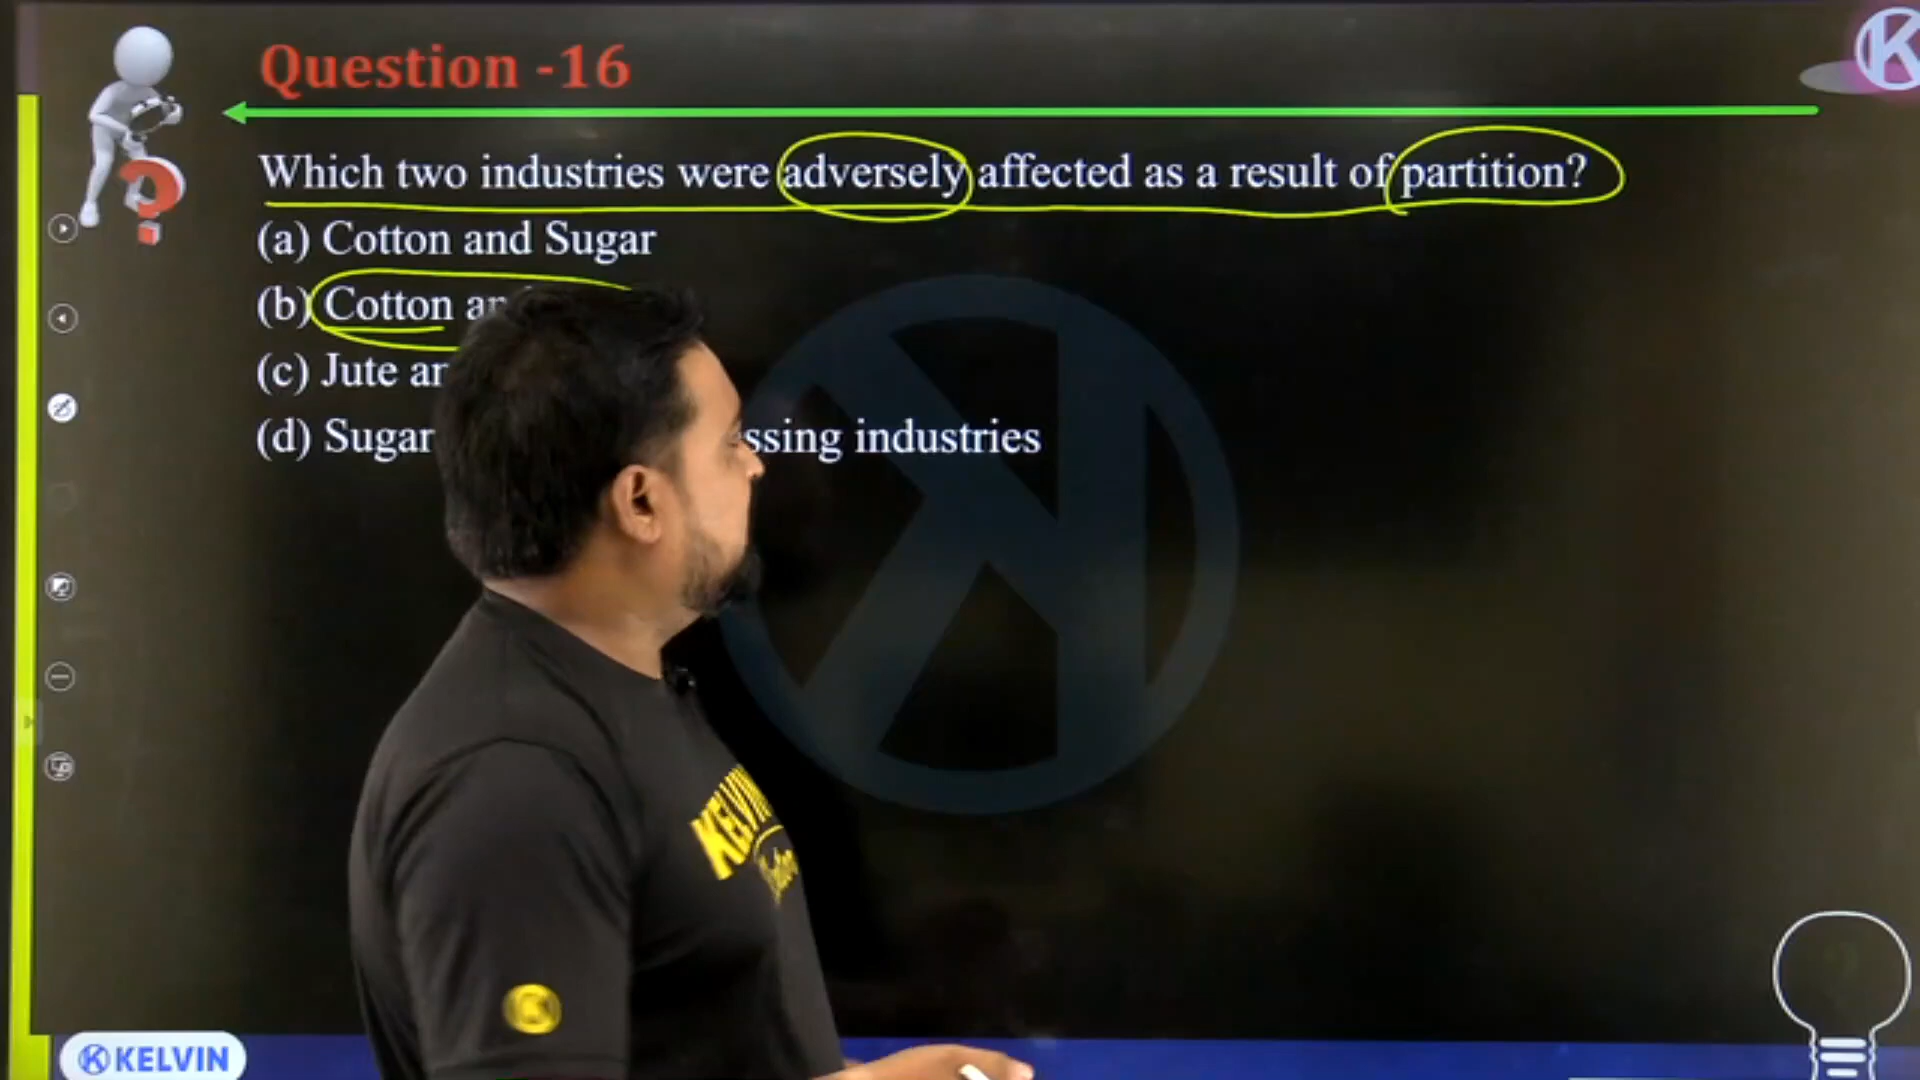 Question -16
Which two industries were adversely affected as a result of partition?
(a) Cotton and Sugar
(b) Cotton
(c) Jute
(d) Sugar industries
KELVIN
K
KELVIN